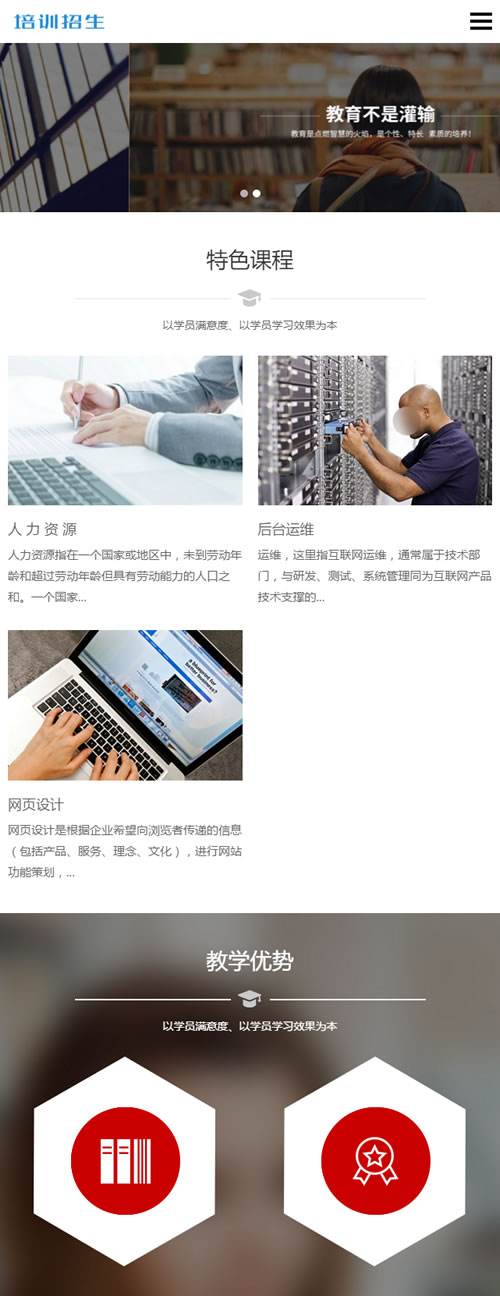 培训招生
教育不是灌输
教育是点燃智慧的火焰，是个性、特长 素质的培养！
特色课程
以学员满意度、以学员学习效果为本
人 力 资 源
人力资源指在一个国家或地区中，未到劳动年
龄和超过劳动年龄但具有劳动能力的人口之
和。一个国家...
后台运维
运维，这里指互联网运维，通常属于技术部
门，与研发、测试、系统管理同为互联网产品
技术支撑的...
a blueprint for
better business?
网页设计
网页设计是根据企业希望向浏览者传递的信息
（包括产品、服务、理念、文化），进行网站
功能策划，...
教学优势
以学员满意度、以学员学习效果为本